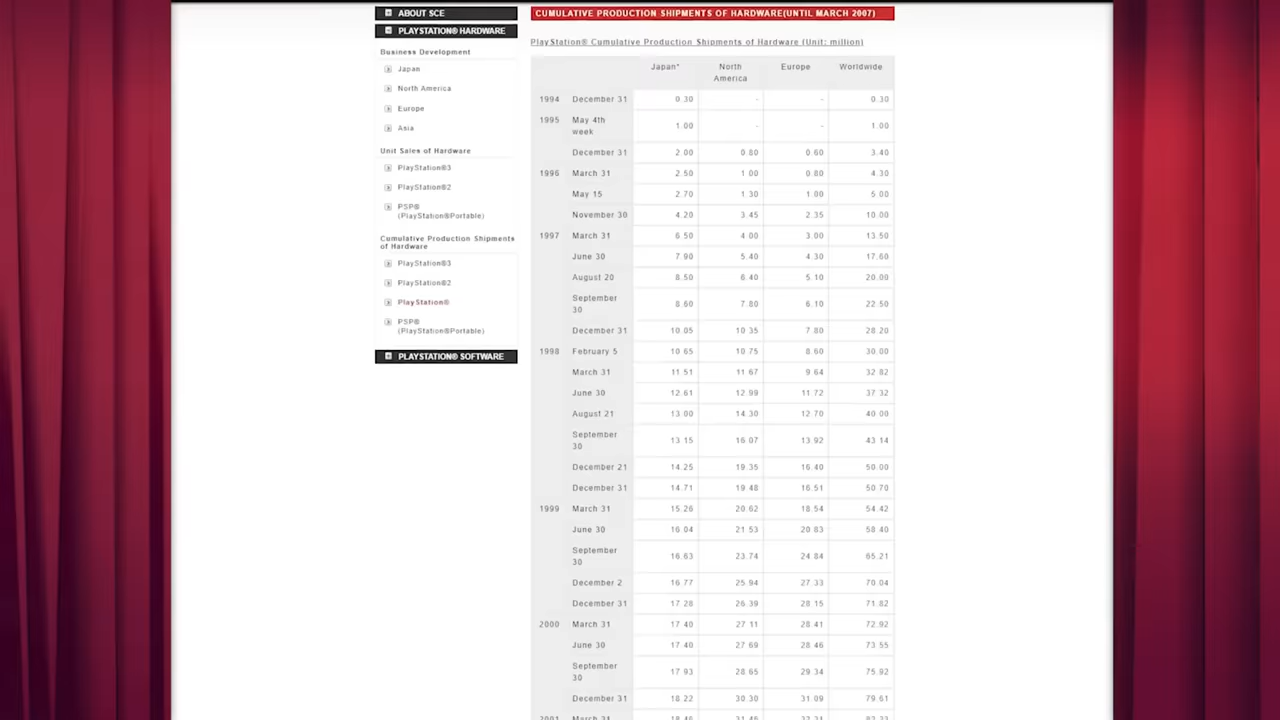 ABOUT SCE
PLAYSTATION® HARDWARE
Business Development
Japan
North America
Europe
Asia
Unit Sales of Hardware
PlayStation®3
PlayStation®2
PSP®
(PlayStation®Portable)
Cumulative Production Shipments
of Hardware
PlayStation®3
PlayStation®2
PlayStation®
PSP®
(PlayStation®Portable)
PLAYSTATION® SOFTWARE
CUMULATIVE PRODUCTION SHIPMENTS OF HARDWARE(UNTIL MARCH 2007)
PlayStation® Cumulative Production Shipments of Hardware (Unit: million)
Japan* North America Europe Worldwide
1994 December 31 0.30 - - 0.30
1995 May 4th week 1.00 - - 1.00
December 31 2.00 0.80 0.60 3.40
1996 March 31 2.50 1.00 0.80 4.30
May 15 2.70 1.30 1.00 5.00
November 30 4.20 3.45 2.35 10.00
1997 March 31 6.50 4.00 3.00 13.50
June 30 7.90 5.40 4.30 17.60
August 20 8.50 6.40 5.10 20.00
September 30 8.60 7.80 6.10 22.50
December 31 10.05 10.35 7.80 28.20
1998 February 5 10.65 10.75 8.60 30.00
March 31 11.51 11.67 9.64 32.82
June 30 12.61 12.99 11.72 37.32
August 21 13.00 14.30 12.70 40.00
September 30 13.15 16.07 13.92 43.14
December 21 14.25 19.35 16.40 50.00
December 31 14.71 19.48 16.51 50.70
1999 March 31 15.26 20.62 18.54 54.42
June 30 16.04 21.53 20.83 58.40
September 30 16.63 23.74 24.84 65.21
December 2 16.77 25.94 27.33 70.04
December 31 17.28 26.39 28.15 71.82
2000 March 31 17.40 27.11 28.41 72.92
June 30 17.40 27.69 28.46 73.55
September 30 17.93 28.65 29.34 75.92
December 31 18.22 30.30 31.09 79.61
2001 March 31